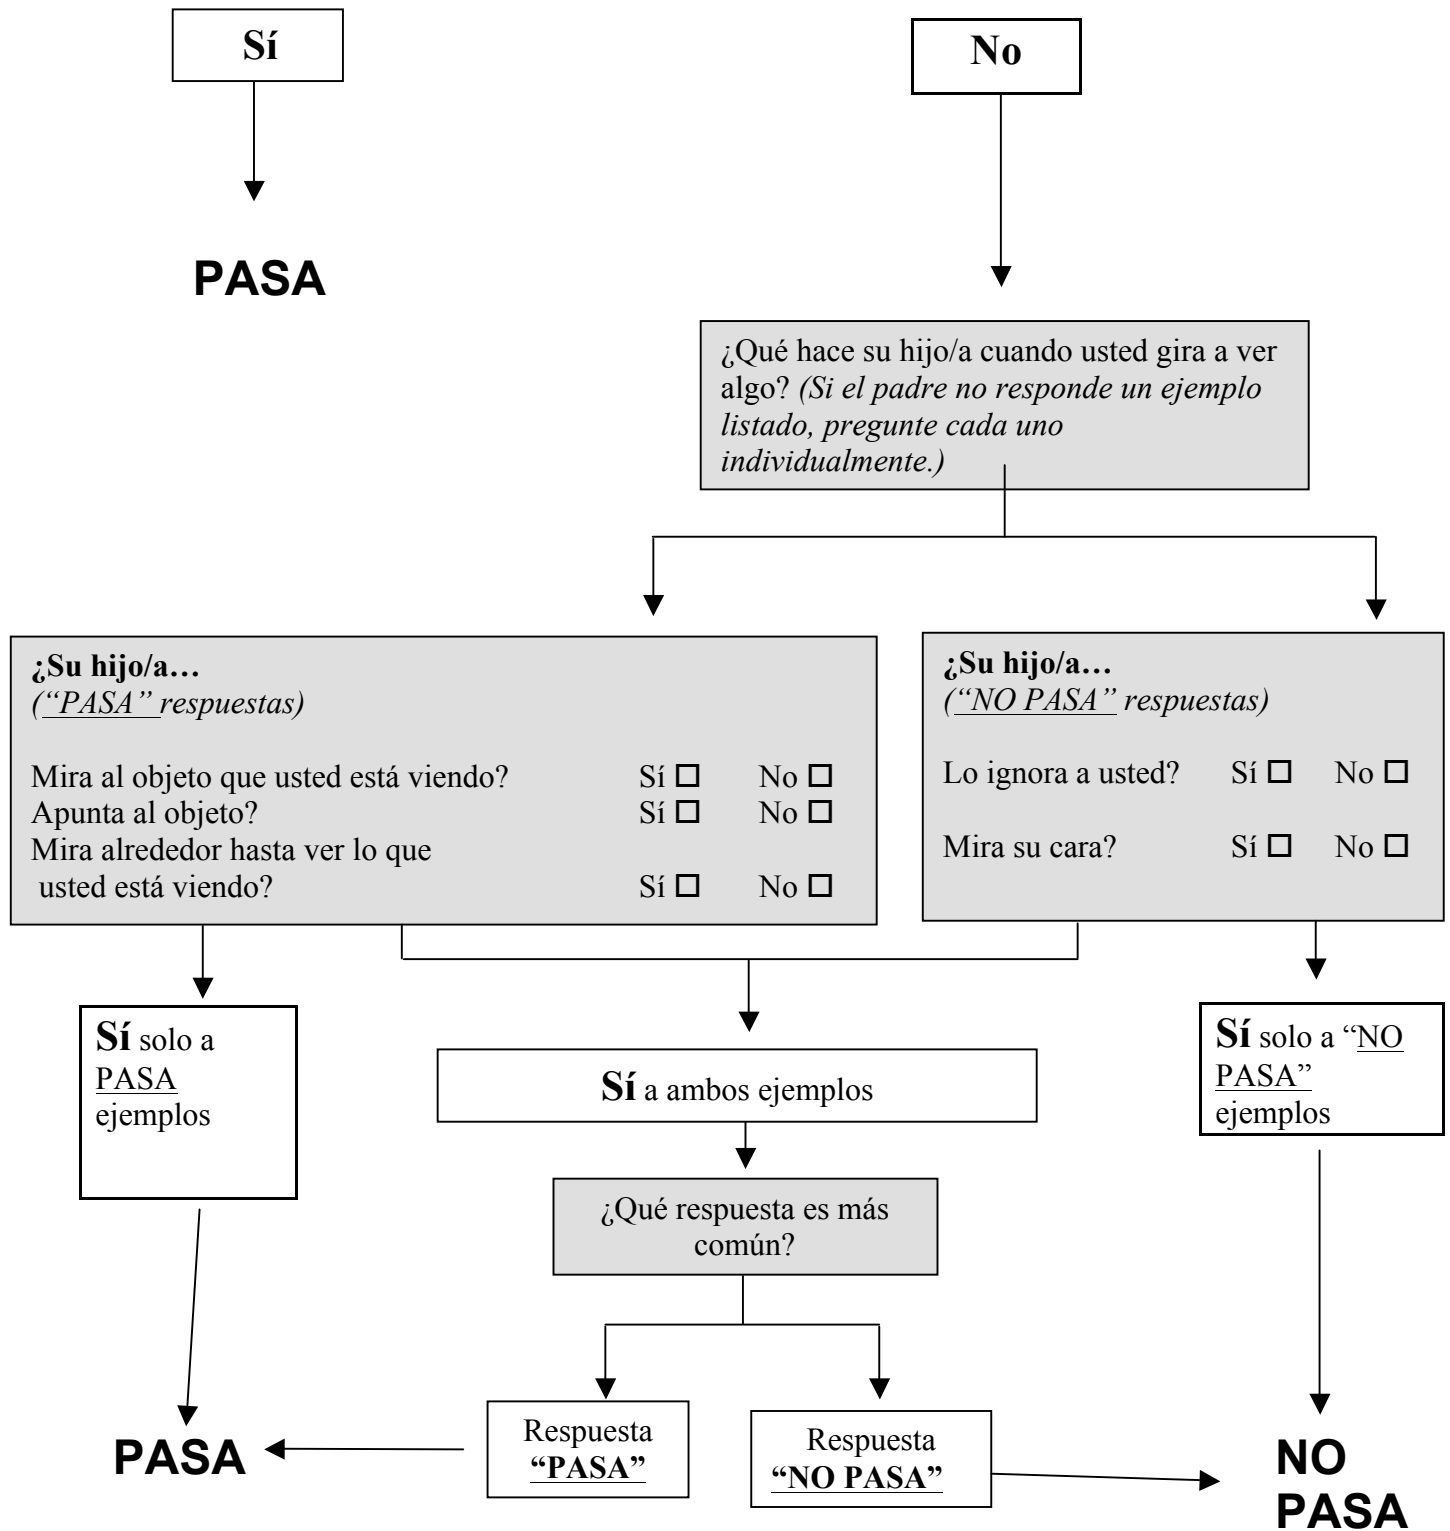 Sí
No
PASA
¿Qué hace su hijo/a cuando usted gira a ver
algo? (Si el padre no responde un ejemplo
listado, pregunte cada uno
individualmente.)
¿Su hijo/a…
(“PASA” respuestas)
Mira al objeto que usted está viendo? Sí □ No □
Apunta al objeto? Sí □ No □
Mira alrededor hasta ver lo que
usted está viendo? Sí □ No □
¿Su hijo/a…
(“NO PASA” respuestas)
Lo ignora a usted? Sí □ No □
Mira su cara? Sí □ No □
Sí solo a
PASA
ejemplos
Sí a ambos ejemplos
Sí solo a “NO
PASA”
ejemplos
¿Qué respuesta es más
común?
Respuesta
“PASA”
Respuesta
“NO PASA”
PASA
NO
PASA